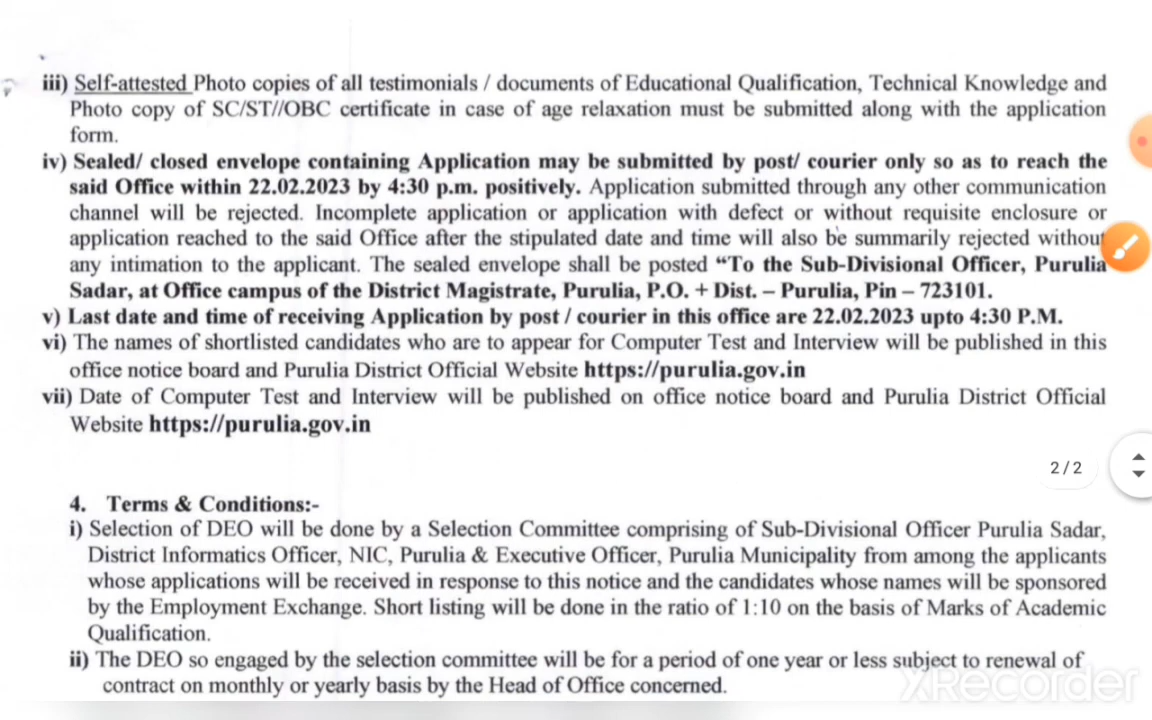 iii) Self-attested Photo copies of all testimonials / documents of Educational Qualification, Technical Knowledge and
Photo copy of SC/ST//OBC certificate in case of age relaxation must be submitted along with the application
form.
iv) Sealed/ closed envelope containing Application may be submitted by post/ courier only so as to reach the
said Office within 22.02.2023 by 4:30 p.m. positively. Application submitted through any other communication
channel will be rejected. Incomplete application or application with defect or without requisite enclosure or
application reached to the said Office after the stipulated date and time will also be summarily rejected without
any intimation to the applicant. The sealed envelope shall be posted “To the Sub-Divisional Officer, Purulia
Sadar, at Office campus of the District Magistrate, Purulia, P.O. + Dist. – Purulia, Pin – 723101.
v) Last date and time of receiving Application by post / courier in this office are 22.02.2023 upto 4:30 P.M.
vi) The names of shortlisted candidates who are to appear for Computer Test and Interview will be published in this
office notice board and Purulia District Official Website https://purulia.gov.in
vii) Date of Computer Test and Interview will be published on office notice board and Purulia District Official
Website https://purulia.gov.in
2/2
4. Terms & Conditions:-
i) Selection of DEO will be done by a Selection Committee comprising of Sub-Divisional Officer Purulia Sadar,
District Informatics Officer, NIC, Purulia & Executive Officer, Purulia Municipality from among the applicants
whose applications will be received in response to this notice and the candidates whose names will be sponsored
by the Employment Exchange. Short listing will be done in the ratio of 1:10 on the basis of Marks of Academic
Qualification.
ii) The DEO so engaged by the selection committee will be for a period of one year or less subject to renewal of
contract on monthly or yearly basis by the Head of Office concerned.
XRecorder